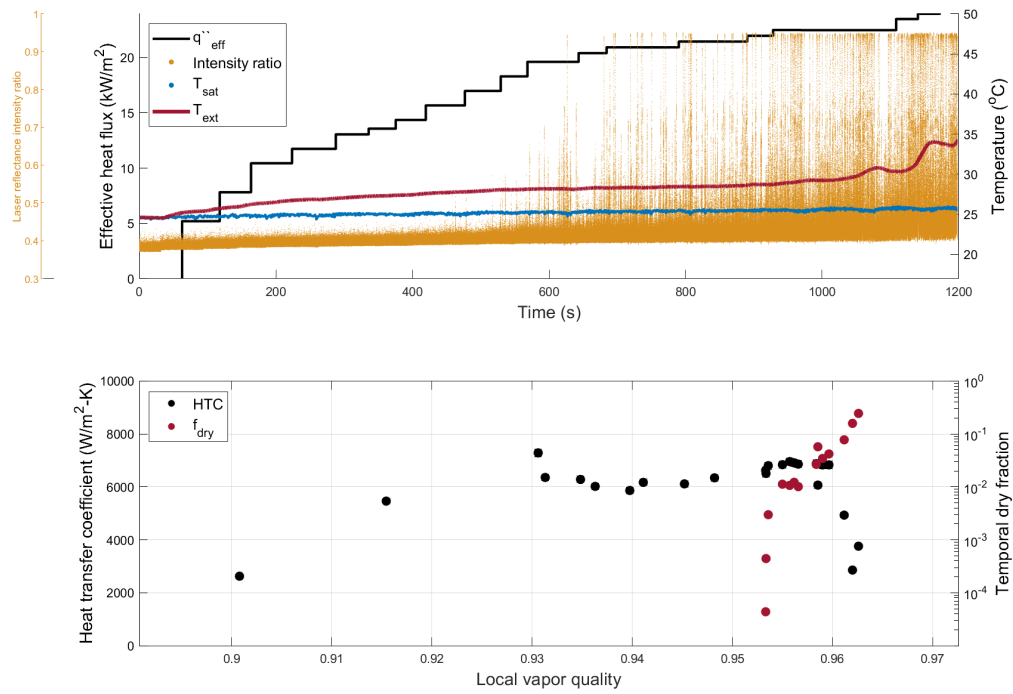 1
0.9
0.8
0.7
0.6
0.5
0.4
0.3
Laser reflectance intensity ratio
20
15
10
5
0
Effective heat flux (kW/m²)
q``eff
Intensity ratio
Tsat
Text
50
45
40
35
30
25
20
Temperature (°C)
0 200 400 600 800 1000 1200
Time (s)
10000
8000
6000
4000
2000
0
Heat transfer coefficient (W/m²-K)
HTC
fdry
10⁰
10⁻¹
10⁻²
10⁻³
10⁻⁴
Temporal dry fraction
0.9 0.91 0.92 0.93 0.94 0.95 0.96 0.97
Local vapor quality